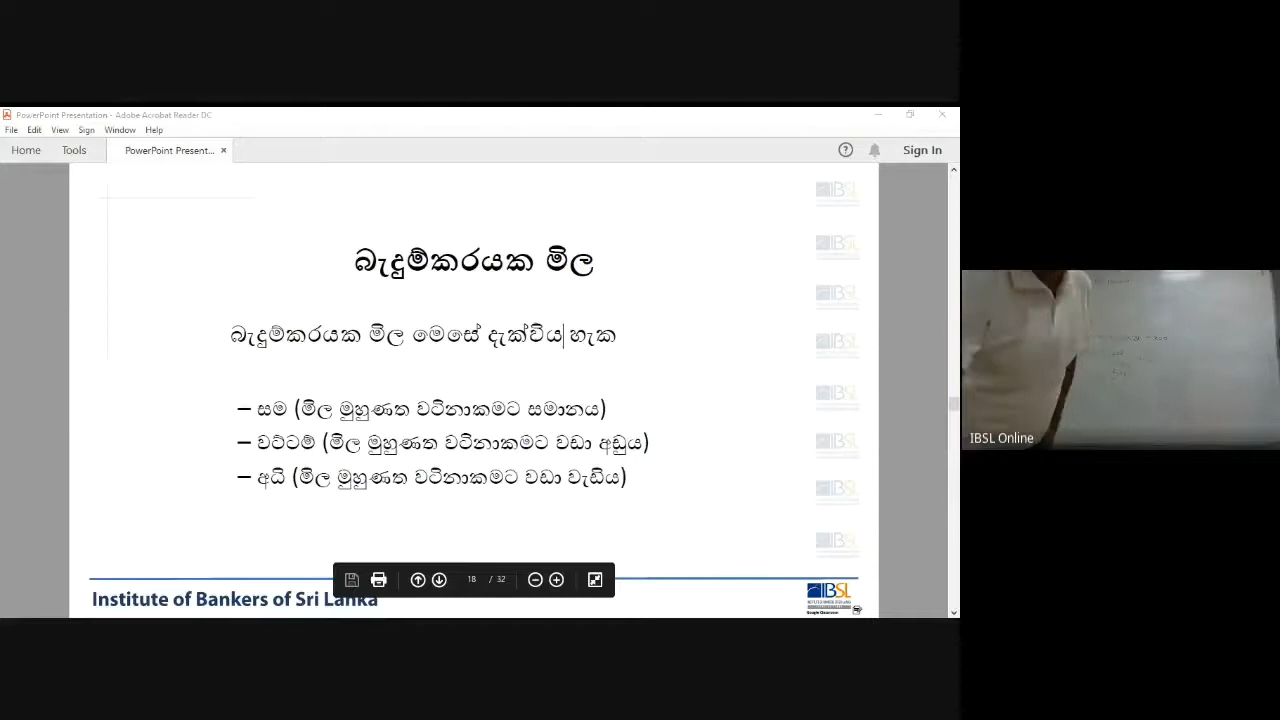 PowerPoint Presentation - Adobe Acrobat Reader DC
File Edit View Sign Window Help
Home Tools PowerPoint Present... × Sign In
බැඳුම්කරයක මිල
බැඳුම්කරයක මිල මෙසේ දැක්විය හැක
– සම (මිල මුහුණත වටිනාකමට සමානය)
– වට්ටම් (මිල මුහුණත වටිනාකමට වඩා අඩුය)
– අයි (මිල මුහුණත වටිනාකමට වඩා වැඩිය)
18 / 32
Institute of Bankers of Sri Lanka
IBSL
IBSL Online